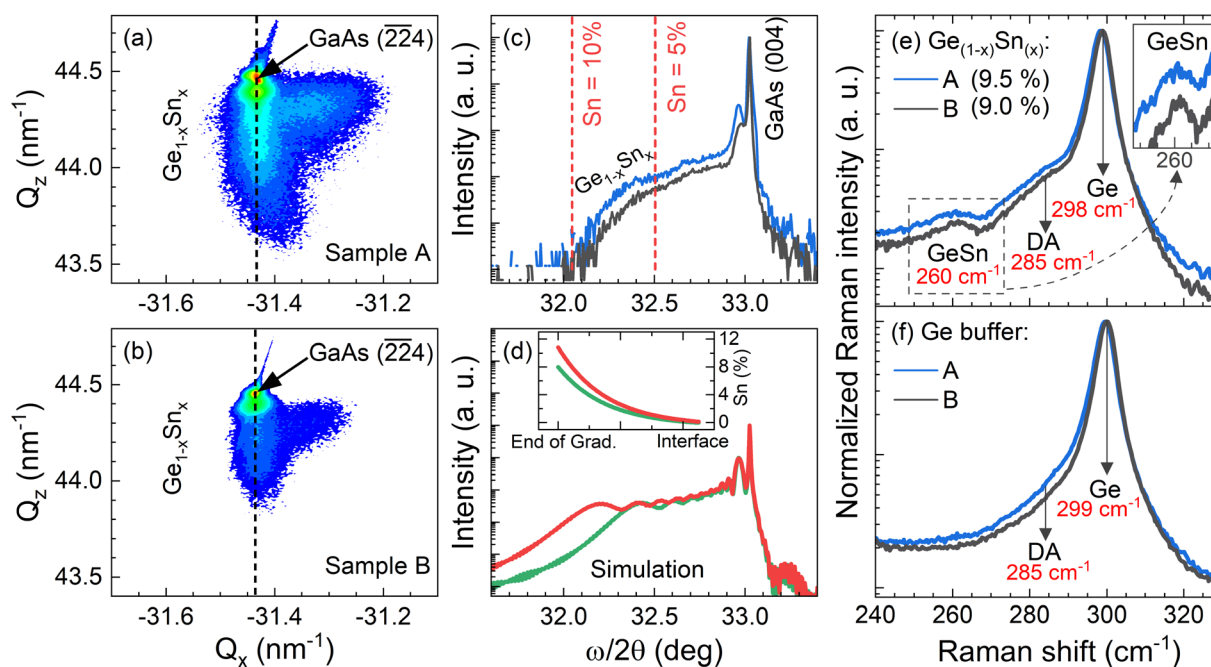 (a)
GaAs (2̅2̅4)
Ge₁₋ₓSnₓ
Sample A
Q_z (nm⁻¹)
44.5
44.0
43.5
-31.6
-31.4
-31.2
(b)
GaAs (2̅2̅4)
Ge₁₋ₓSnₓ
Sample B
Q_z (nm⁻¹)
44.5
44.0
43.5
-31.6
-31.4
-31.2
Qₓ (nm⁻¹)
(c)
Sn = 10%
Sn = 5%
GaAs (004)
Ge₁₋ₓSnₓ
Intensity (a. u.)
32.0
32.5
33.0
(d)
12
8
4
0
Sn (%)
End of Grad.
Interface
Simulation
Intensity (a. u.)
32.0
32.5
33.0
ω/2θ (deg)
Normalized Raman intensity (a. u.)
(e) Ge₍₁₋ₓ₎Sn₍ₓ₎:
A (9.5 %)
B (9.0 %)
GeSn
260
Ge
298 cm⁻¹
DA
285 cm⁻¹
GeSn
260 cm⁻¹
(f) Ge buffer:
A
B
Ge
299 cm⁻¹
DA
285 cm⁻¹
240
260
280
300
320
Raman shift (cm⁻¹)